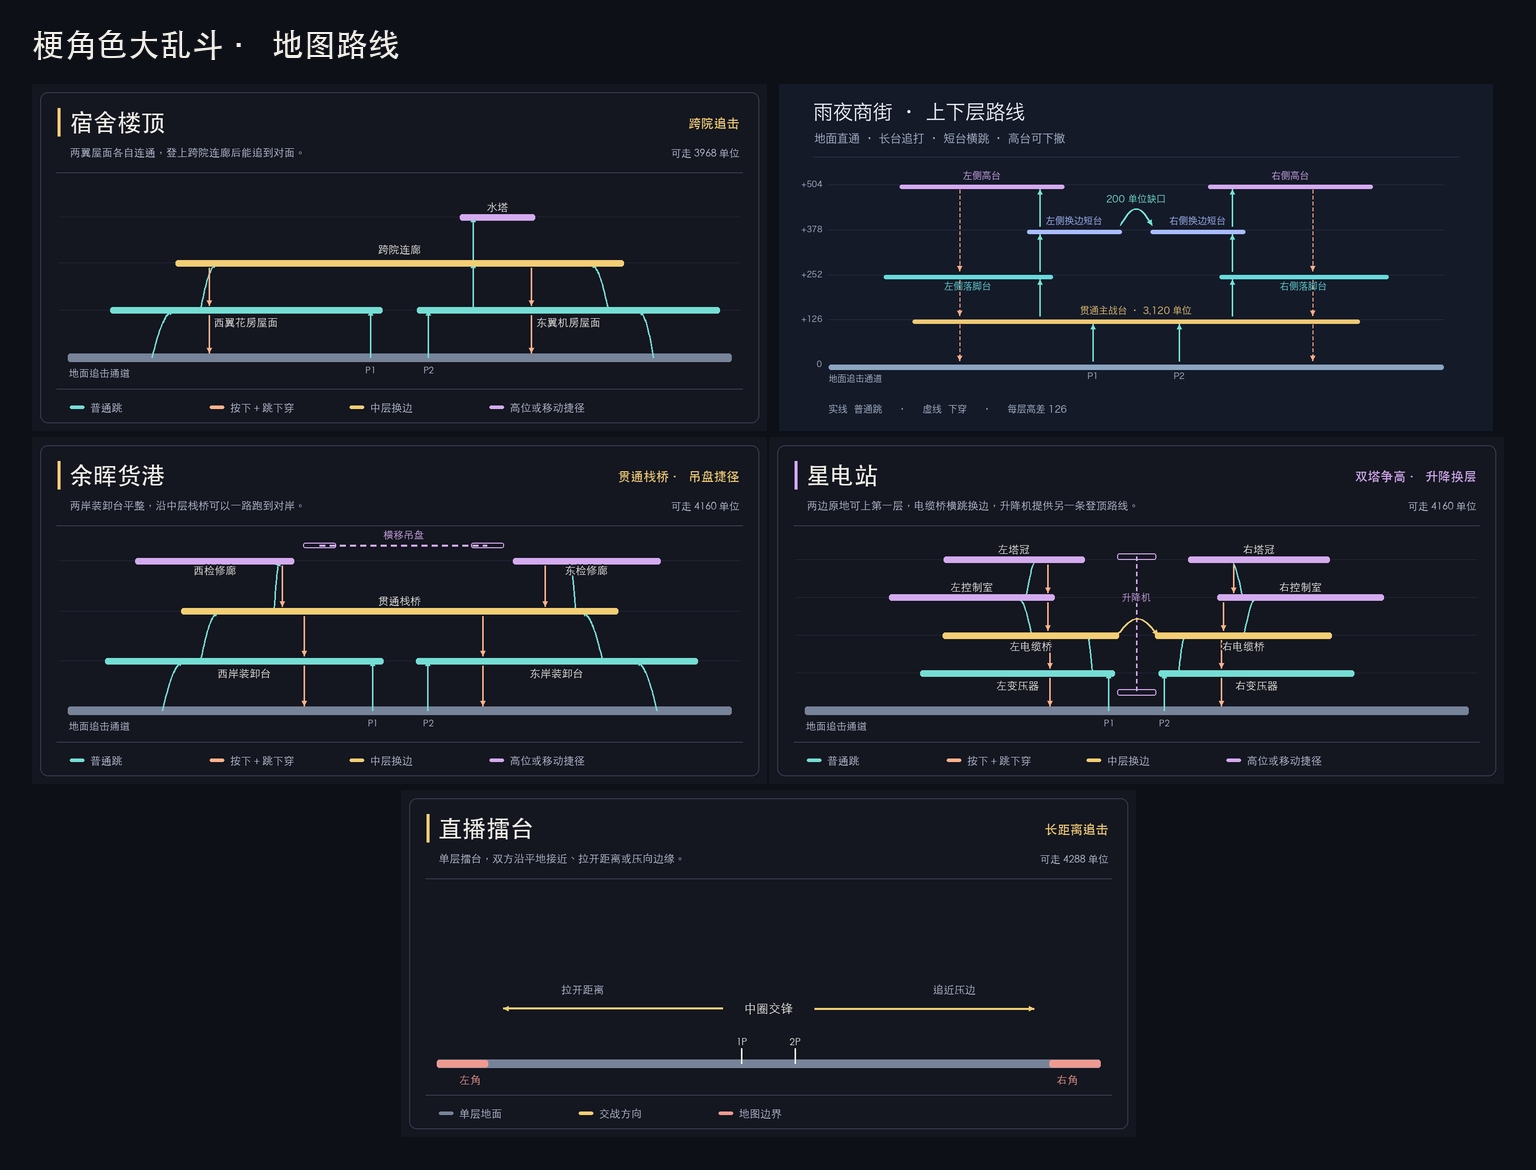 梗角色大乱斗 · 地图路线
宿舍楼顶
跨院追击
两翼屋面各自连通，登上跨院连廊后能追到对面。
可走 3968 单位
水塔
跨院连廊
西翼花房屋面
东翼机房屋面
地面追击通道
P1
P2
普通跳
按下 + 跳下穿
中层换边
高位或移动捷径
雨夜商街 · 上下层路线
地面直通 · 长台追打 · 短台横跳 · 高台可下撤
+504
左侧高台
右侧高台
200 单位缺口
+378
左侧换边短台
右侧换边短台
+252
左侧落脚台
右侧落脚台
贯通主战台 · 3,120 单位
+126
0
地面追击通道
P1
P2
实线 普通跳 · 虚线 下穿 · 每层高差 126
余晖货港
贯通栈桥 · 吊盘捷径
两岸装卸台平整，沿中层栈桥可以一路跑到对岸。
可走 4160 单位
横移吊盘
西检修廊
东检修廊
贯通栈桥
西岸装卸台
东岸装卸台
地面追击通道
P1
P2
普通跳
按下 + 跳下穿
中层换边
高位或移动捷径
星电站
双塔争高 · 升降换层
两边原地可上第一层，电缆桥横跳换边，升降机提供另一条登顶路线。
可走 4160 单位
左塔冠
右塔冠
左控制室
升降机
右控制室
左电缆桥
右电缆桥
左变压器
右变压器
地面追击通道
P1
P2
普通跳
按下 + 跳下穿
中层换边
高位或移动捷径
直播擂台
长距离追击
单层擂台，双方沿平地接近、拉开距离或压向边缘。
可走 4288 单位
拉开距离
追近压边
中圈交锋
1P
2P
左角
右角
单层地面
交战方向
地图边界